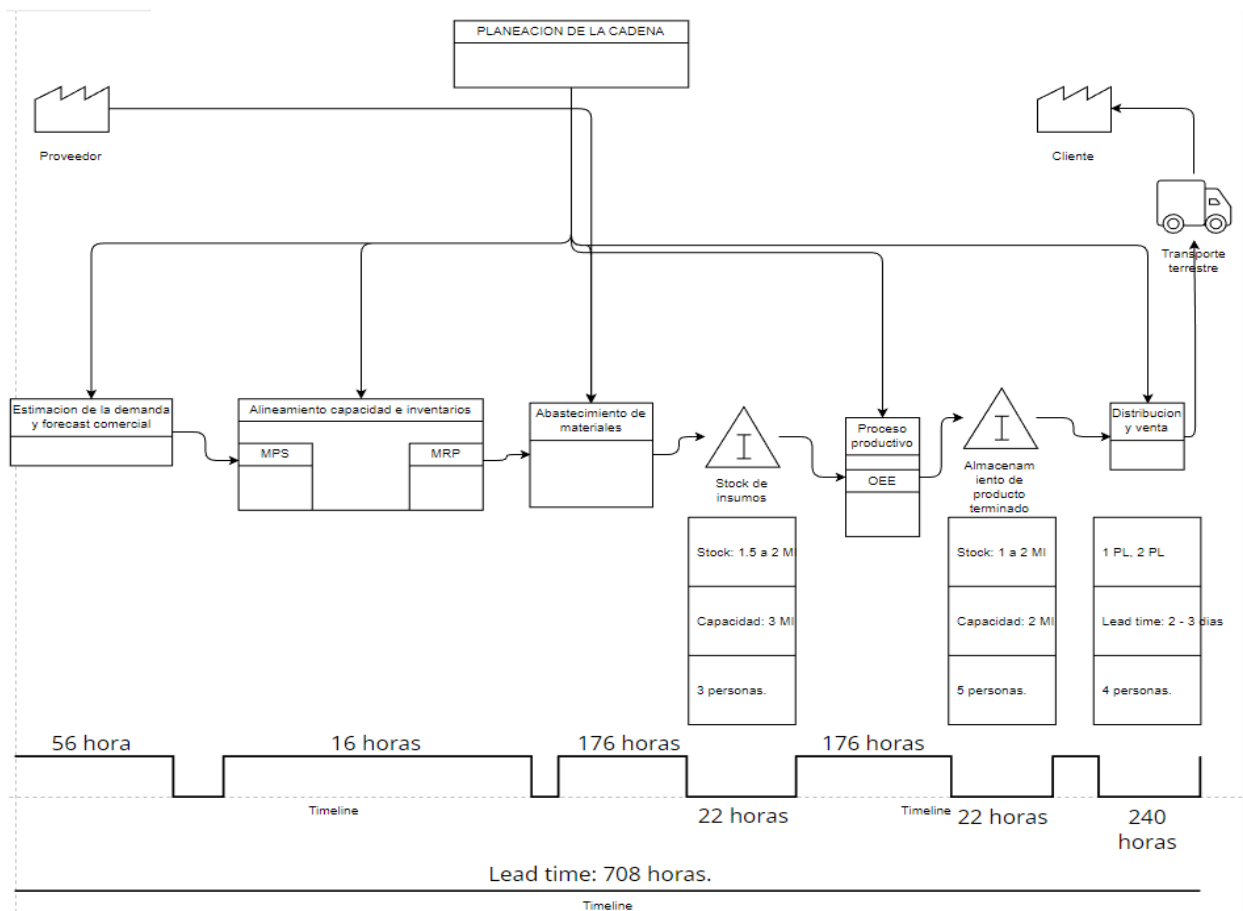 PLANEACION DE LA CADENA
Proveedor
Cliente
Transporte
terrestre
Estimacion de la demanda
y forecast comercial
Alineamiento capacidad e inventarios
MPS
MRP
Abastecimiento de
materiales
I
Stock de
insumos
Proceso
productivo
OEE
I
Almacenam
iento de
producto
terminado
Distribucion
y venta
Stock: 1.5 a 2 Ml
Capacidad: 3 Ml
3 personas.
Stock: 1 a 2 Ml
Capacidad: 2 Ml
5 personas.
1 PL, 2 PL
Lead time: 2 - 3 dias
4 personas.
56 hora
16 horas
176 horas
176 horas
Timeline
22 horas
Timeline
22 horas
240
horas
Lead time: 708 horas.
Timeline